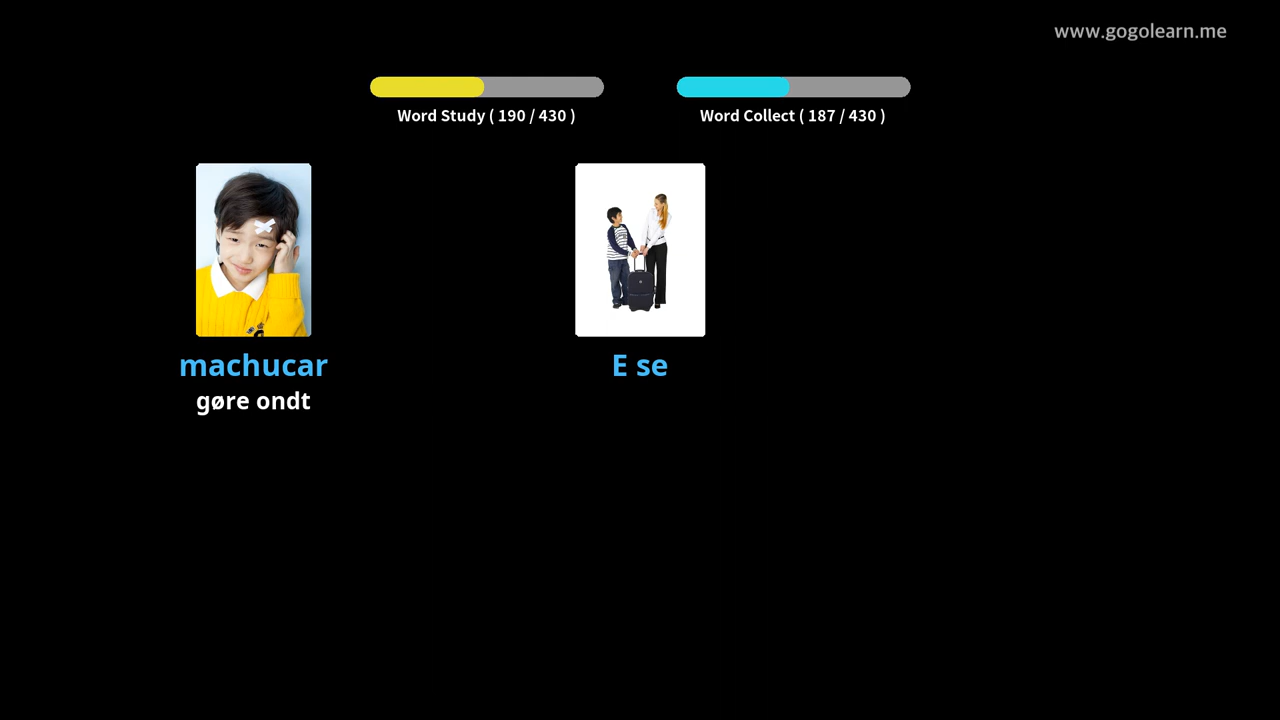 www.gogolearn.me
Word Study ( 190 / 430 )
Word Collect ( 187 / 430 )
machucar
gøre ondt
E se